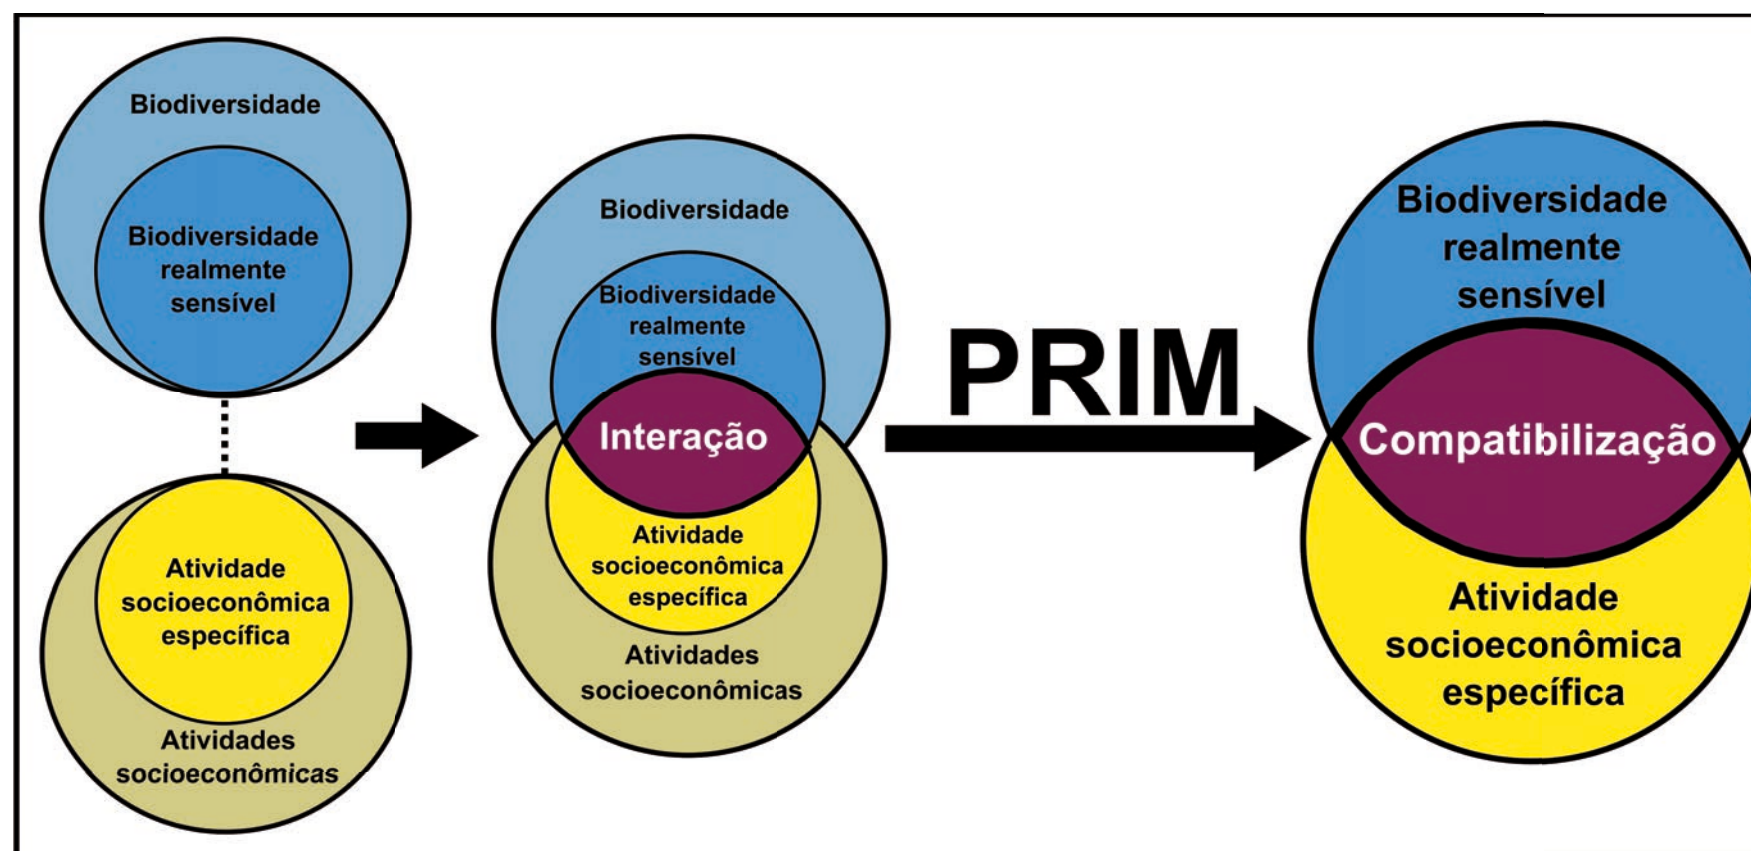 Biodiversidade
Biodiversidade
realmente
sensível
Atividade
socioeconômica
específica
Atividades
socioeconômicas
Biodiversidade
Biodiversidade
realmente
sensível
Interação
Atividade
socioeconômica
específica
Atividades
socioeconômicas
PRIM
Biodiversidade
realmente
sensível
Compatibilização
Atividade
socioeconômica
específica